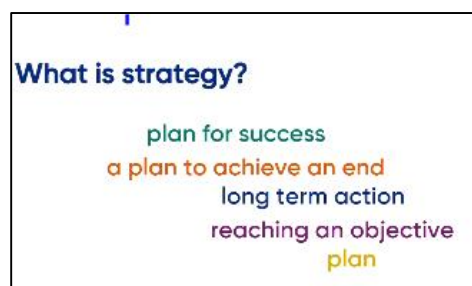 What is strategy?
plan for success
a plan to achieve an end
long term action
reaching an objective
plan